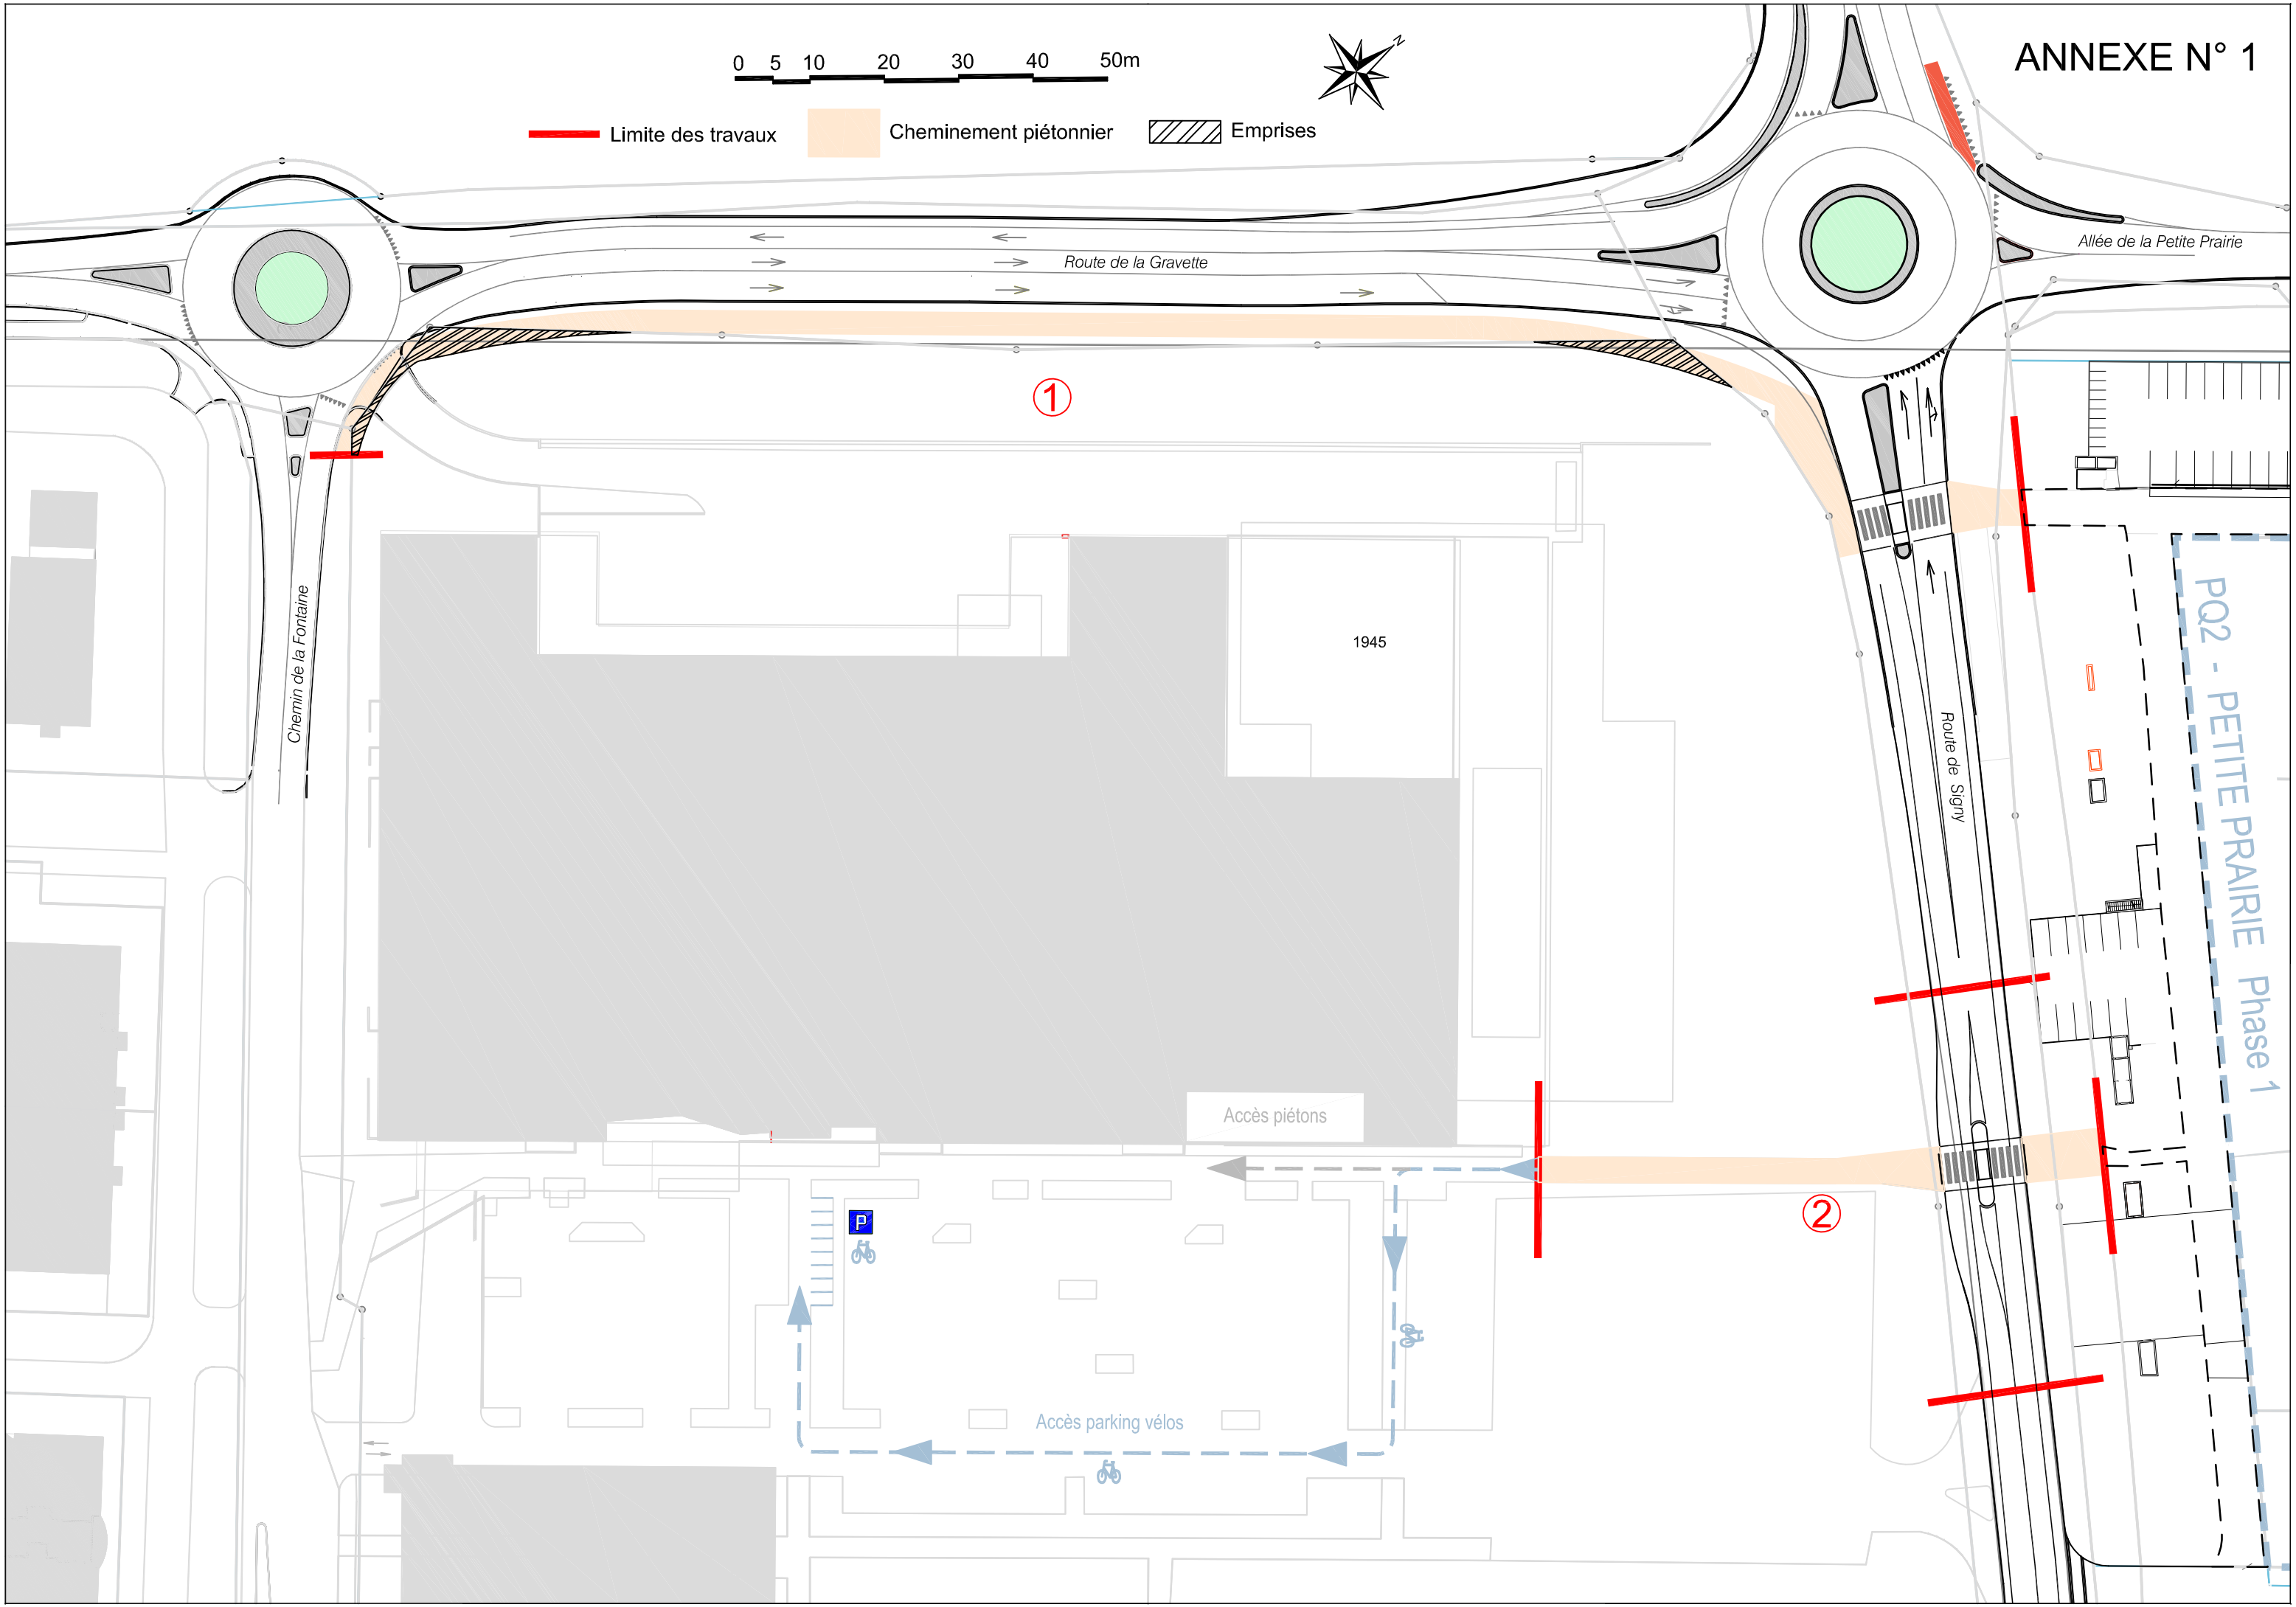 ANNEXE N° 1
0 5 10 20 30 40 50m
N
Limite des travaux
Cheminement piétonnier
Emprises
Allée de la Petite Prairie
Route de la Gravette
1
Chemin de la Fontaine
1945
Route de Signy
PQ2 - PETITE PRAIRIE Phase 1
Accès piétons
2
P
Accès parking vélos